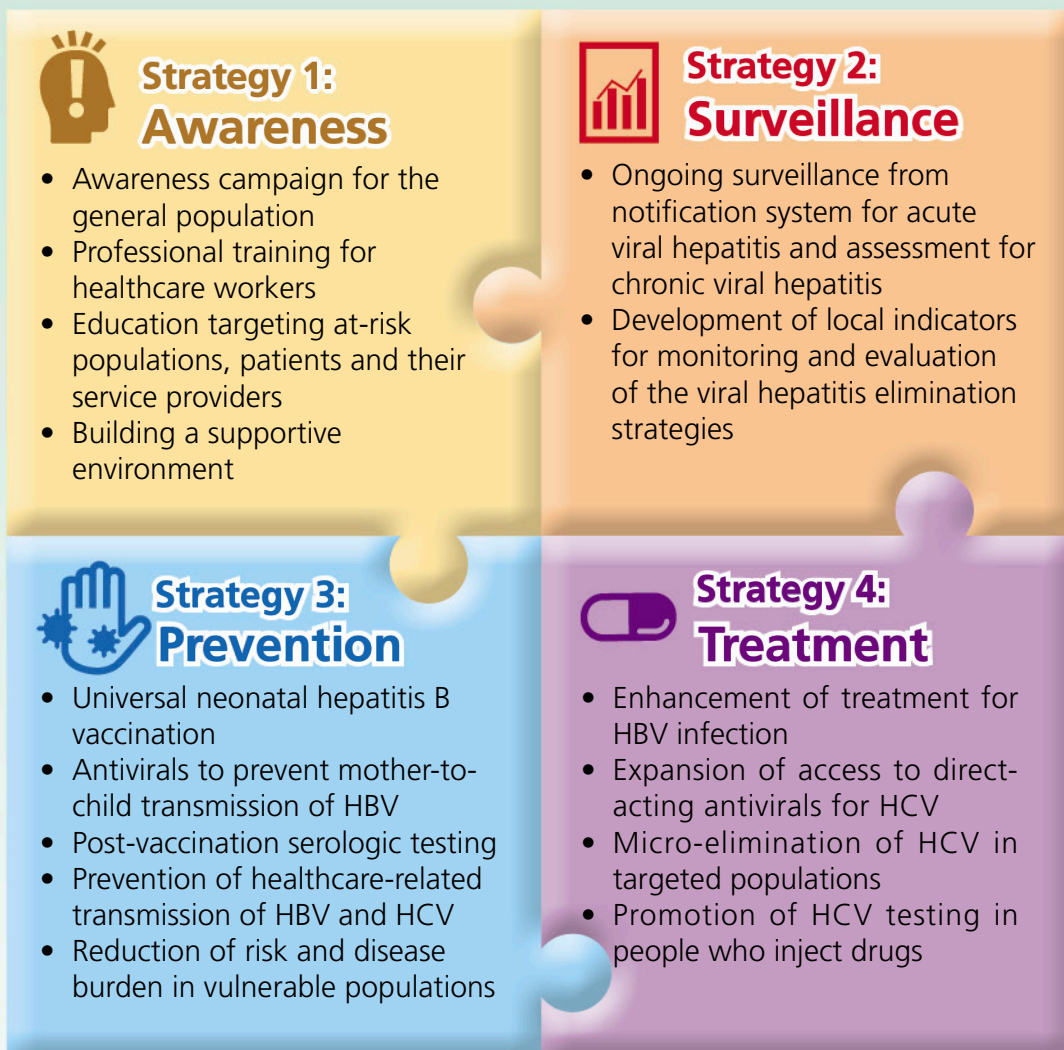 Strategy 1:
Awareness
• Awareness campaign for the
general population
• Professional training for
healthcare workers
• Education targeting at-risk
populations, patients and their
service providers
• Building a supportive
environment
Strategy 2:
Surveillance
• Ongoing surveillance from
notification system for acute
viral hepatitis and assessment for
chronic viral hepatitis
• Development of local indicators
for monitoring and evaluation
of the viral hepatitis elimination
strategies
Strategy 3:
Prevention
• Universal neonatal hepatitis B
vaccination
• Antivirals to prevent mother-to-
child transmission of HBV
• Post-vaccination serologic testing
• Prevention of healthcare-related
transmission of HBV and HCV
• Reduction of risk and disease
burden in vulnerable populations
Strategy 4:
Treatment
• Enhancement of treatment for
HBV infection
• Expansion of access to direct-
acting antivirals for HCV
• Micro-elimination of HCV in
targeted populations
• Promotion of HCV testing in
people who inject drugs